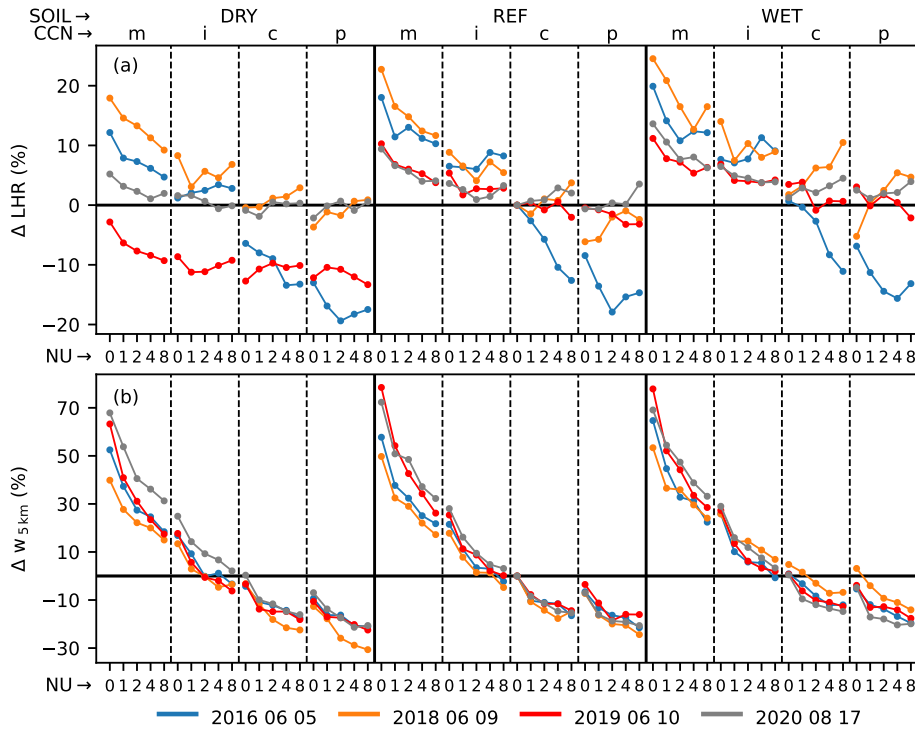 SOIL → DRY REF WET
CCN → m i c p m i c p m i c p
(a)
Δ LHR (%)
20
10
0
−10
−20
NU → 0 1 2 4 8 0 1 2 4 8 0 1 2 4 8 0 1 2 4 8 0 1 2 4 8 0 1 2 4 8 0 1 2 4 8 0 1 2 4 8 0 1 2 4 8 0 1 2 4 8 0 1 2 4 8 0 1 2 4 8
(b)
Δ w 5 km (%)
70
50
30
10
−10
−30
NU → 0 1 2 4 8 0 1 2 4 8 0 1 2 4 8 0 1 2 4 8 0 1 2 4 8 0 1 2 4 8 0 1 2 4 8 0 1 2 4 8 0 1 2 4 8 0 1 2 4 8 0 1 2 4 8 0 1 2 4 8
2016 06 05 2018 06 09 2019 06 10 2020 08 17